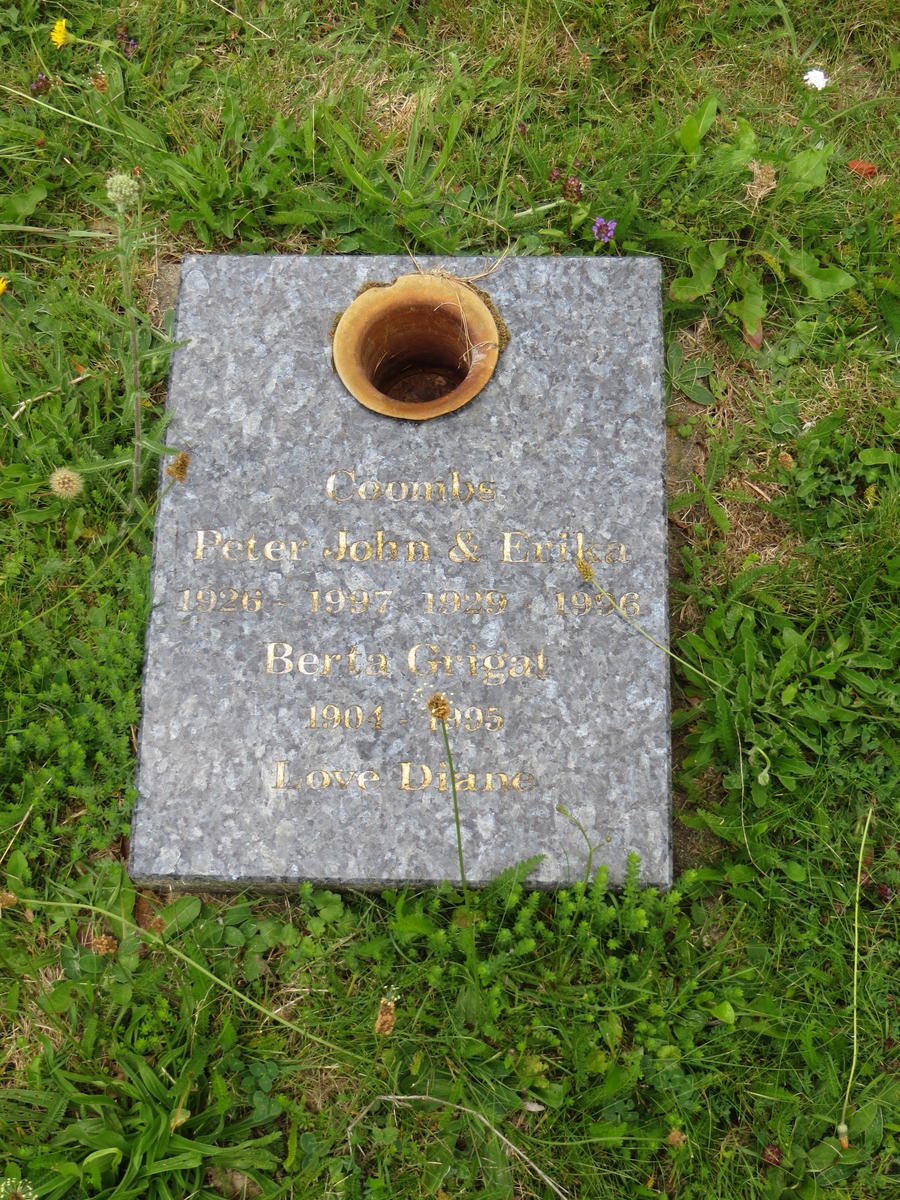 Coombs
Peter John & Erika
1926 - 1997 1929 - 1996
Berta Grigat
1904 - 1995
Love Diane